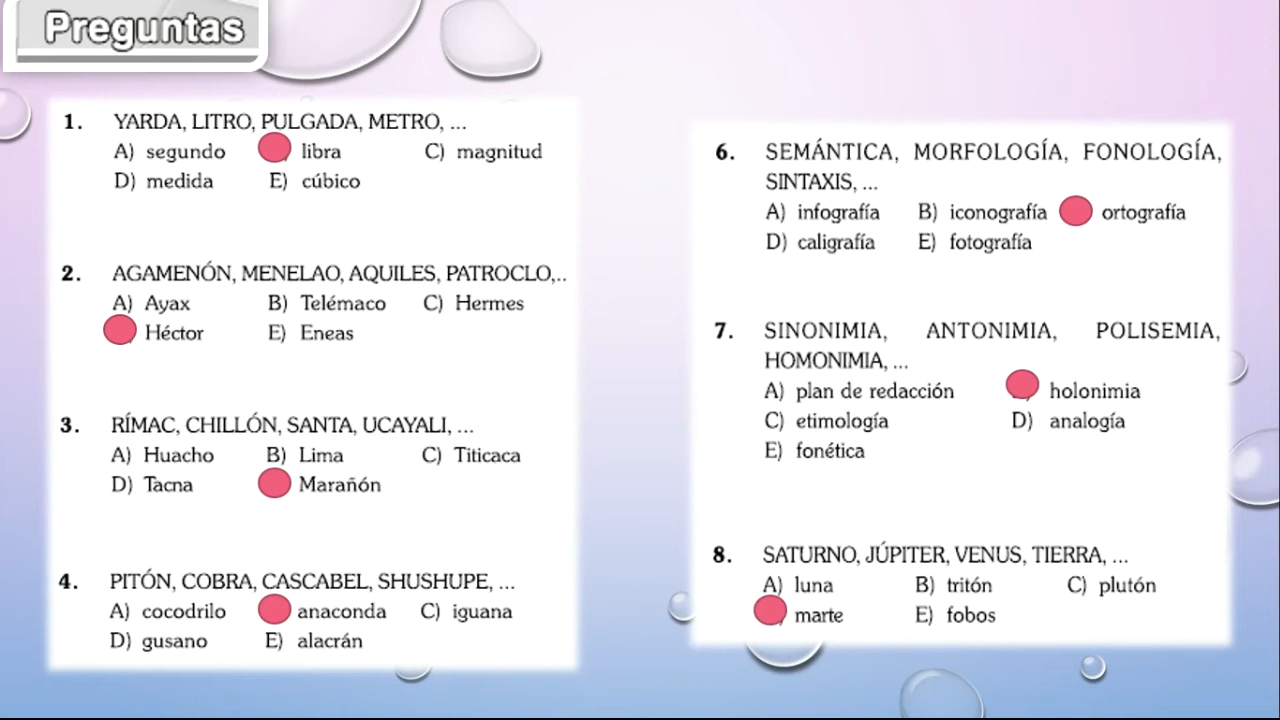 Preguntas
1. YARDA, LITRO, PULGADA, METRO, ...
A) segundo libra C) magnitud
D) medida E) cúbico
2. AGAMENÓN, MENELAO, AQUILES, PATROCLO,..
A) Ayax B) Telémaco C) Hermes
Héctor E) Eneas
3. RÍMAC, CHILLÓN, SANTA, UCAYALI, ...
A) Huacho B) Lima C) Titicaca
D) Tacna Marañón
4. PITÓN, COBRA, CASCABEL, SHUSHUPE, ...
A) cocodrilo anaconda C) iguana
D) gusano E) alacrán
6. SEMÁNTICA, MORFOLOGÍA, FONOLOGÍA,
SINTAXIS, ...
A) infografía B) iconografía ortografía
D) caligrafía E) fotografía
7. SINONIMIA, ANTONIMIA, POLISEMIA,
HOMONIMIA, ...
A) plan de redacción holonimia
C) etimología D) analogía
E) fonética
8. SATURNO, JÚPITER, VENUS, TIERRA, ...
A) luna B) tritón C) plutón
marte E) fobos